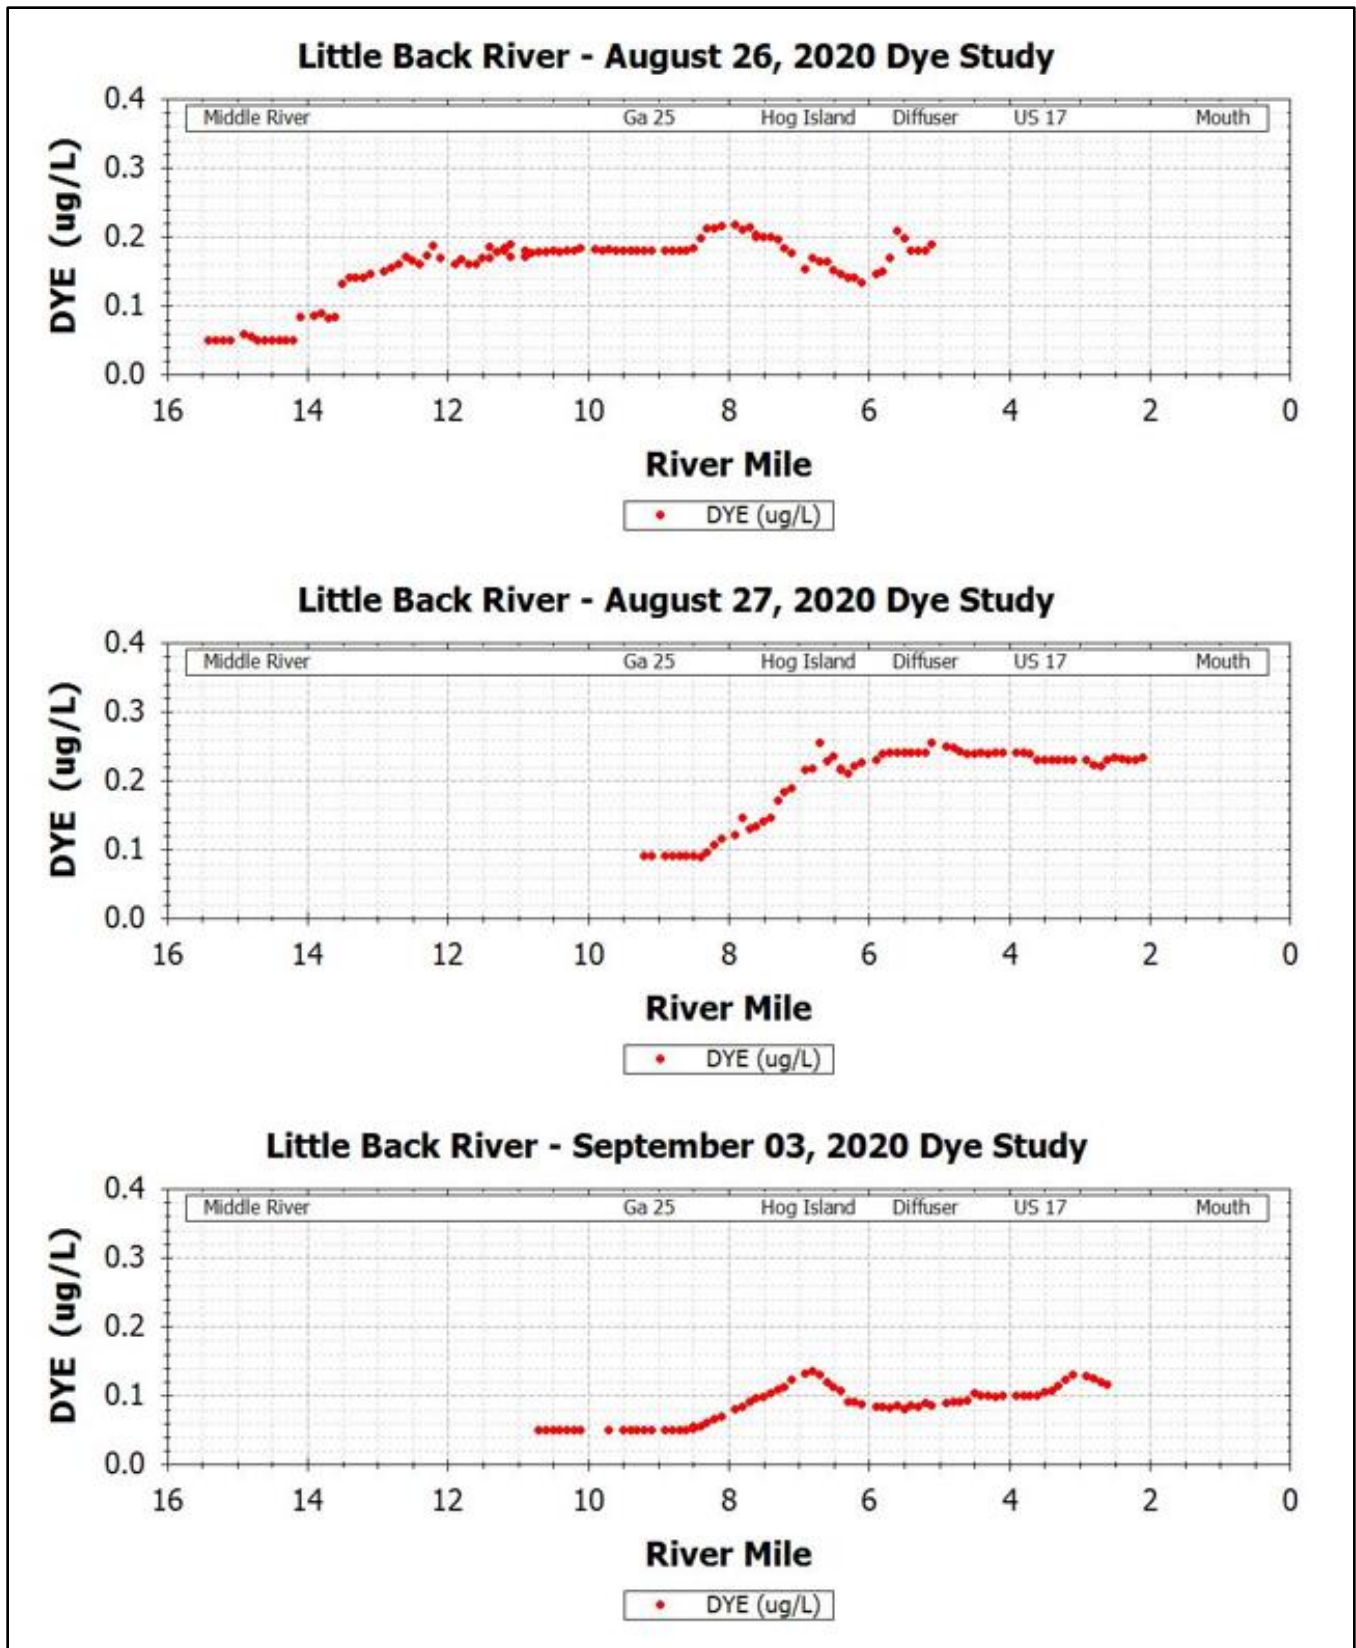 Little Back River - August 26, 2020 Dye Study
0.4
Middle River Ga 25 Hog Island Diffuser US 17 Mouth
0.3
DYE (ug/L)
0.2
0.1
0.0
16 14 12 10 8 6 4 2 0
River Mile
DYE (ug/L)
Little Back River - August 27, 2020 Dye Study
0.4
Middle River Ga 25 Hog Island Diffuser US 17 Mouth
0.3
DYE (ug/L)
0.2
0.1
0.0
16 14 12 10 8 6 4 2 0
River Mile
DYE (ug/L)
Little Back River - September 03, 2020 Dye Study
0.4
Middle River Ga 25 Hog Island Diffuser US 17 Mouth
0.3
DYE (ug/L)
0.2
0.1
0.0
16 14 12 10 8 6 4 2 0
River Mile
DYE (ug/L)